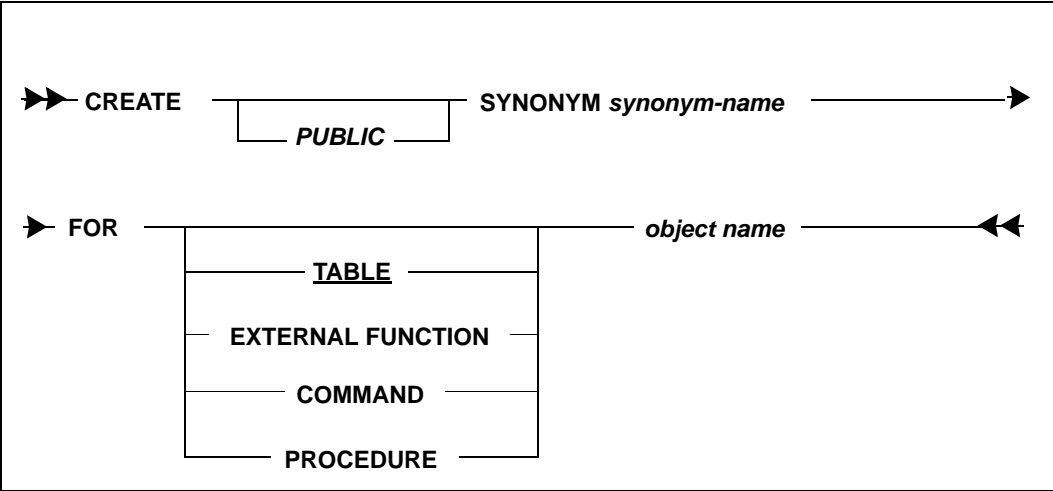 CREATE SYNONYM synonym-name
PUBLIC
FOR object name
TABLE
EXTERNAL FUNCTION
COMMAND
PROCEDURE